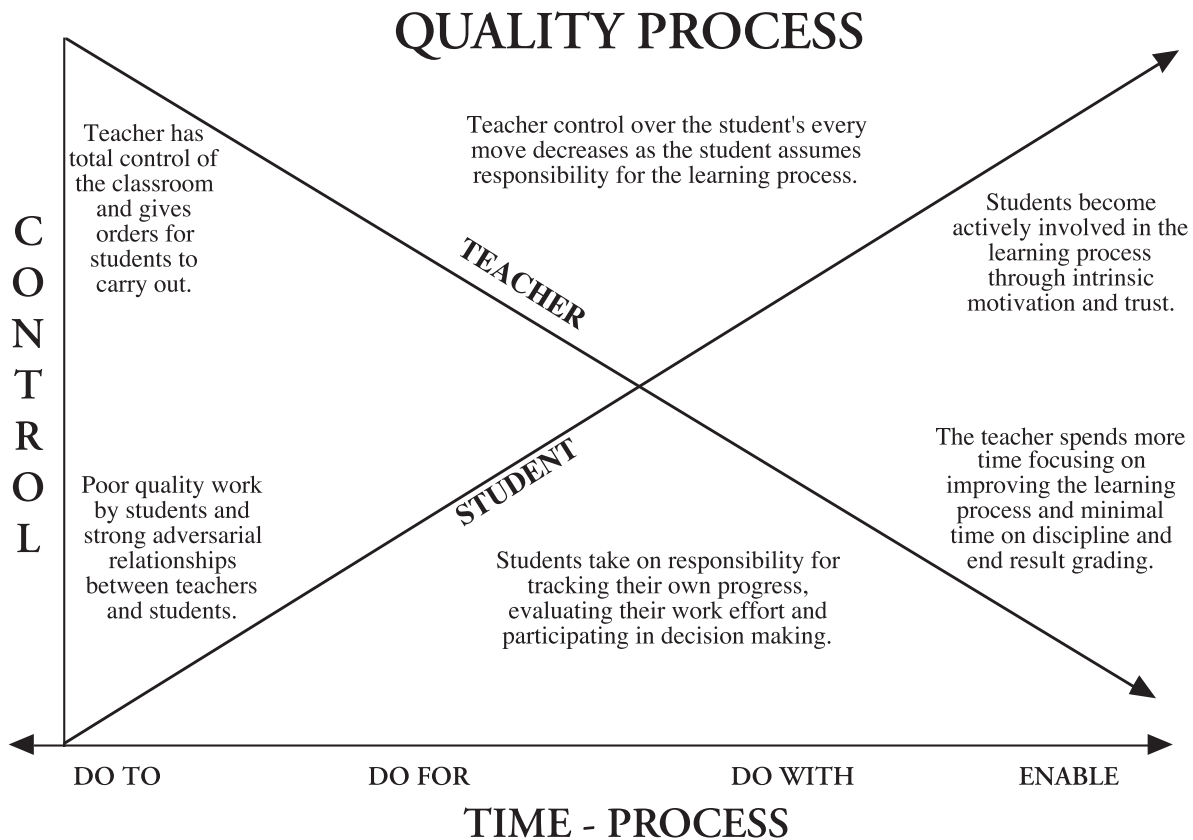 QUALITY PROCESS
Teacher has
total control of
the classroom
and gives
orders for
students to
carry out.
Teacher control over the student's every
move decreases as the student assumes
responsibility for the learning process.
Students become
actively involved in the
learning process
through intrinsic
motivation and trust.
CONTROL
TEACHER
STUDENT
Poor quality work
by students and
strong adversarial
relationships
between teachers
and students.
Students take on responsibility for
tracking their own progress,
evaluating their work effort and
participating in decision making.
The teacher spends more
time focusing on
improving the learning
process and minimal
time on discipline and
end result grading.
DO TO
DO FOR
DO WITH
ENABLE
TIME - PROCESS